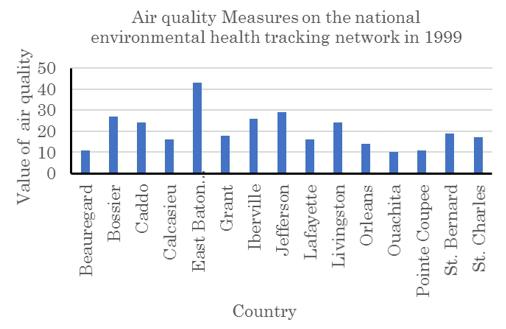 Air quality Measures on the national
environmental health tracking network in 1999
Value of air quality
50
40
30
20
10
0
Beauregard
Bossier
Caddo
Calcasieu
East Baton…
Grant
Iberville
Jefferson
Lafayette
Livingston
Orleans
Ouachita
Pointe Coupee
St. Bernard
St. Charles
Country